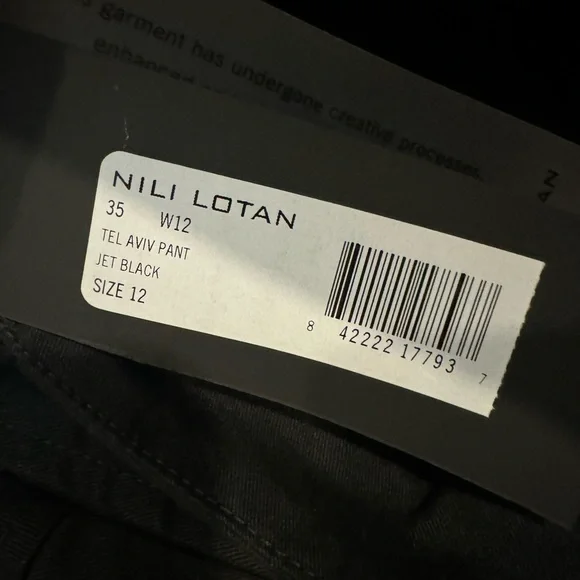 garment has undergone creative processes.
enhanced
NILI LOTAN
35 W12
TEL AVIV PANT
JET BLACK
SIZE 12
8 42222 17793 7